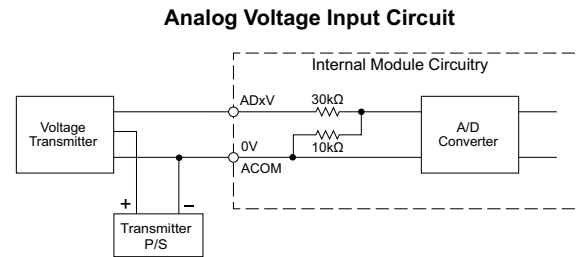 Analog Voltage Input Circuit
Internal Module Circuitry
ADxV
30kΩ
Voltage
Transmitter
10kΩ
A/D
Converter
0V
ACOM
+
–
Transmitter
P/S